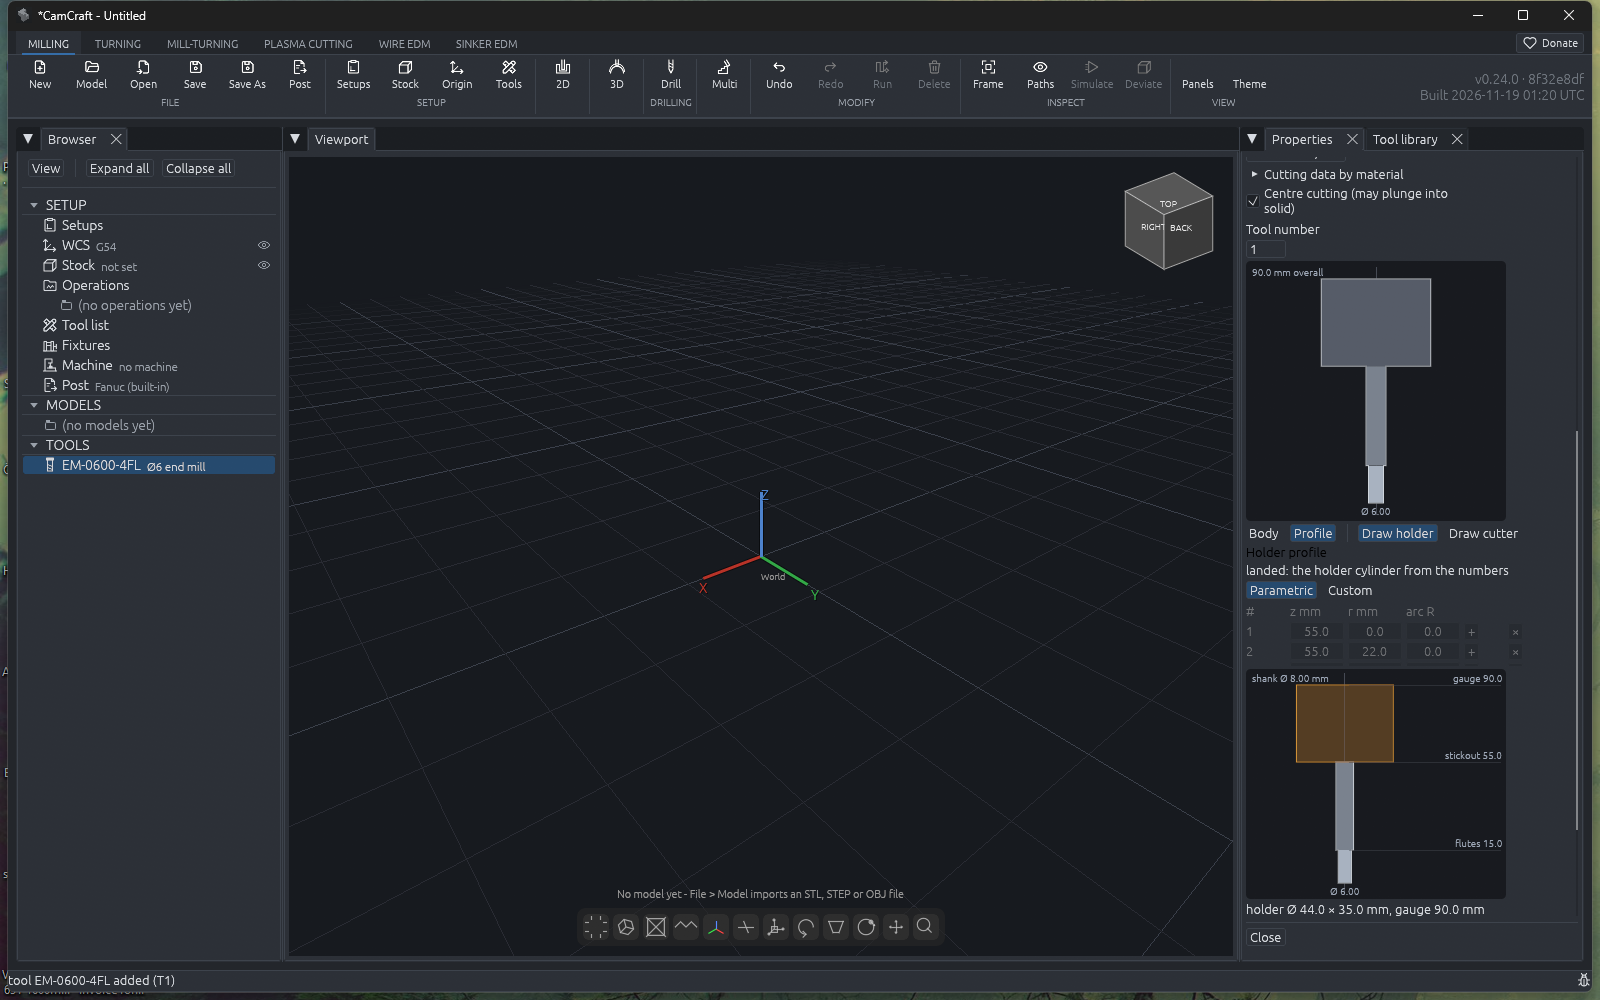 *CamCraft - Untitled
MILLING TURNING MILL-TURNING PLASMA CUTTING WIRE EDM SINKER EDM
Donate
New Model Open Save Save As Post Setups Stock Origin Tools 2D 3D Drill Multi Undo Redo Run Delete Frame Paths Simulate Deviate Panels Theme
FILE SETUP DRILLING MODIFY INSPECT VIEW
v0.24.0 · 8f32e8df
Built 2026-11-19 01:20 UTC
Browser
View Expand all Collapse all
SETUP
Setups
WCS G54
Stock not set
Operations
(no operations yet)
Tool list
Fixtures
Machine no machine
Post Fanuc (built-in)
MODELS
(no models yet)
TOOLS
EM-0600-4FL Ø6 end mill
Viewport
TOP
RIGHT BACK
Z
World
X
Y
No model yet - File > Model imports an STL, STEP or OBJ file
Properties Tool library
Cutting data by material
Centre cutting (may plunge into
solid)
Tool number
1
90.0 mm overall
Ø 6.00
Body Profile Draw holder Draw cutter
Holder profile
landed: the holder cylinder from the numbers
Parametric Custom
# z mm r mm arc R
1 55.0 0.0 0.0 + ×
2 55.0 22.0 0.0 + ×
shank Ø 8.00 mm gauge 90.0
stickout 55.0
flutes 15.0
Ø 6.00
holder Ø 44.0 × 35.0 mm, gauge 90.0 mm
Close
tool EM-0600-4FL added (T1)